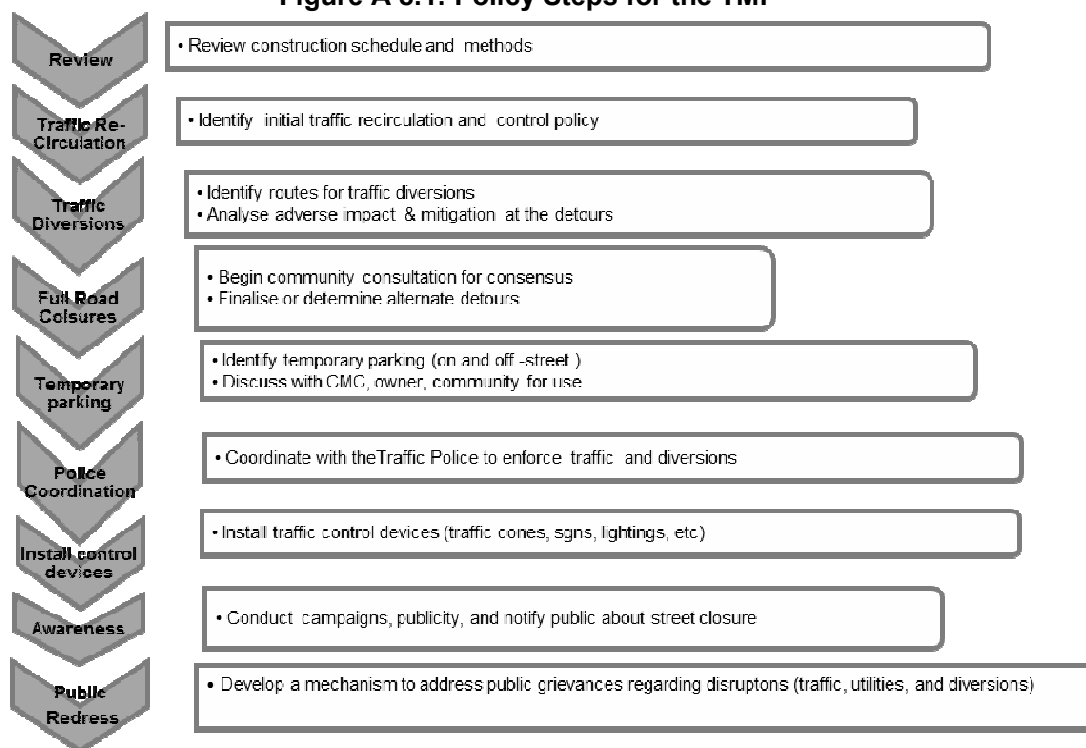 Figure A 3.1: Policy Steps for the TMP
Review
• Review construction schedule and methods
Traffic Re-
Circulation
• Identify initial traffic recirculation and control policy
Traffic
Diversions
• Identify routes for traffic diversions
• Analyse adverse impact & mitigation at the detours
Full Road
Colsures
• Begin community consultation for consensus
• Finalise or determine alternate detours
Temporary
parking
• Identify temporary parking (on and off -street )
• Discuss with CMC, owner, community for use
Police
Coordination
• Coordinate with theTraffic Police to enforce traffic and diversions
Install control
devices
• Install traffic control devices (traffic cones, sgns, lightings, etc)
Awareness
• Conduct campaigns, publicity, and notify public about street closure
Public
Redress
• Develop a mechanism to address public grievances regarding disruptons (traffic, utilities, and diversions)